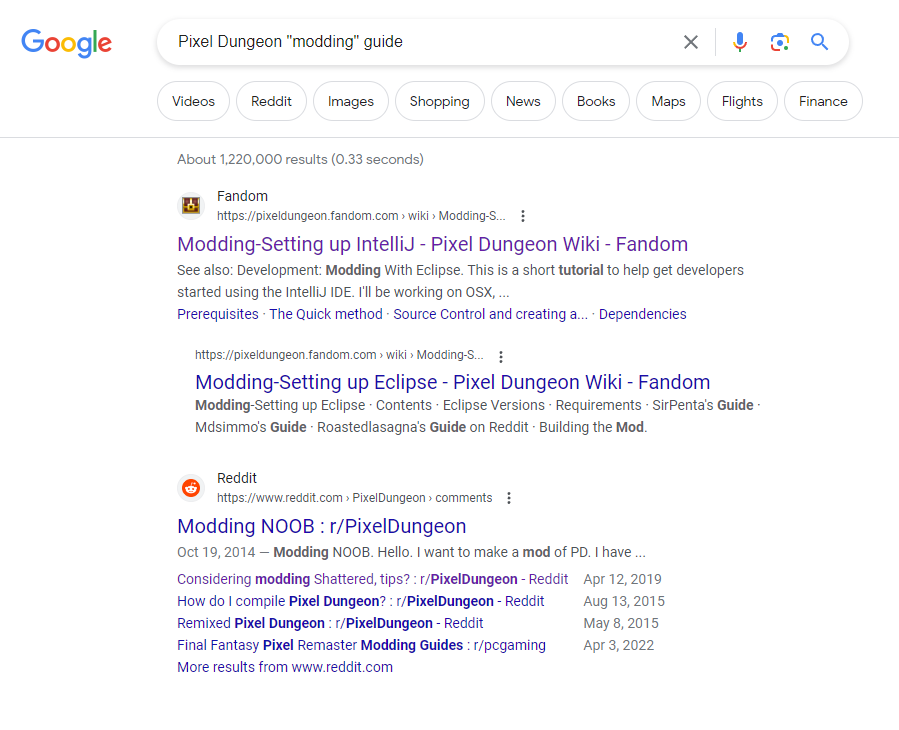 Google
Pixel Dungeon "modding" guide
Videos
Reddit
Images
Shopping
News
Books
Maps
Flights
Finance
About 1,220,000 results (0.33 seconds)
Fandom
https://pixeldungeon.fandom.com › wiki › Modding-S...
Modding-Setting up IntelliJ - Pixel Dungeon Wiki - Fandom
See also: Development: Modding With Eclipse. This is a short tutorial to help get developers
started using the IntelliJ IDE. I'll be working on OSX, ...
Prerequisites · The Quick method · Source Control and creating a... · Dependencies
https://pixeldungeon.fandom.com › wiki › Modding-S...
Modding-Setting up Eclipse - Pixel Dungeon Wiki - Fandom
Modding-Setting up Eclipse · Contents · Eclipse Versions · Requirements · SirPenta's Guide ·
Mdsimmo's Guide · Roastedlasagna's Guide on Reddit · Building the Mod.
Reddit
https://www.reddit.com › PixelDungeon › comments
Modding NOOB : r/PixelDungeon
Oct 19, 2014 — Modding NOOB. Hello. I want to make a mod of PD. I have ...
Considering modding Shattered, tips? : r/PixelDungeon - Reddit Apr 12, 2019
How do I compile Pixel Dungeon? : r/PixelDungeon - Reddit Aug 13, 2015
Remixed Pixel Dungeon : r/PixelDungeon - Reddit May 8, 2015
Final Fantasy Pixel Remaster Modding Guides : r/pcgaming Apr 3, 2022
More results from www.reddit.com